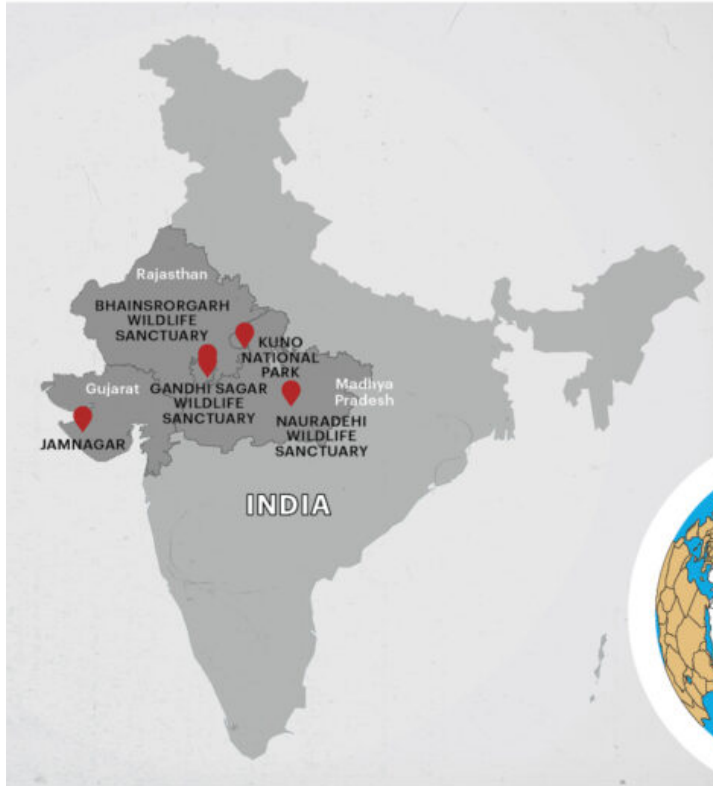 Rajasthan
BHAINSRORGARH
WILDLIFE
SANCTUARY
KUNO
NATIONAL
PARK
Gujarat
GANDHI SAGAR
WILDLIFE
SANCTUARY
Madhya
Pradesh
NAURADEHI
WILDLIFE
SANCTUARY
JAMNAGAR
INDIA